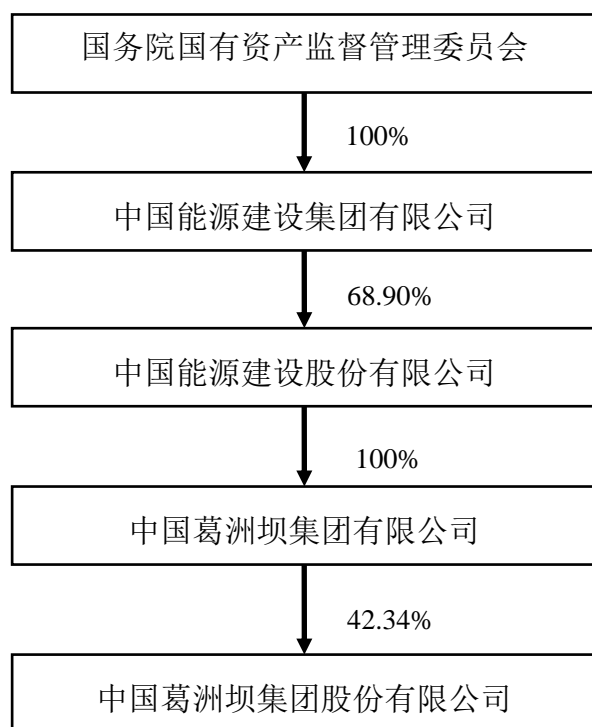 国务院国有资产监督管理委员会
100%
中国能源建设集团有限公司
68.90%
中国能源建设股份有限公司
100%
中国葛洲坝集团有限公司
42.34%
中国葛洲坝集团股份有限公司